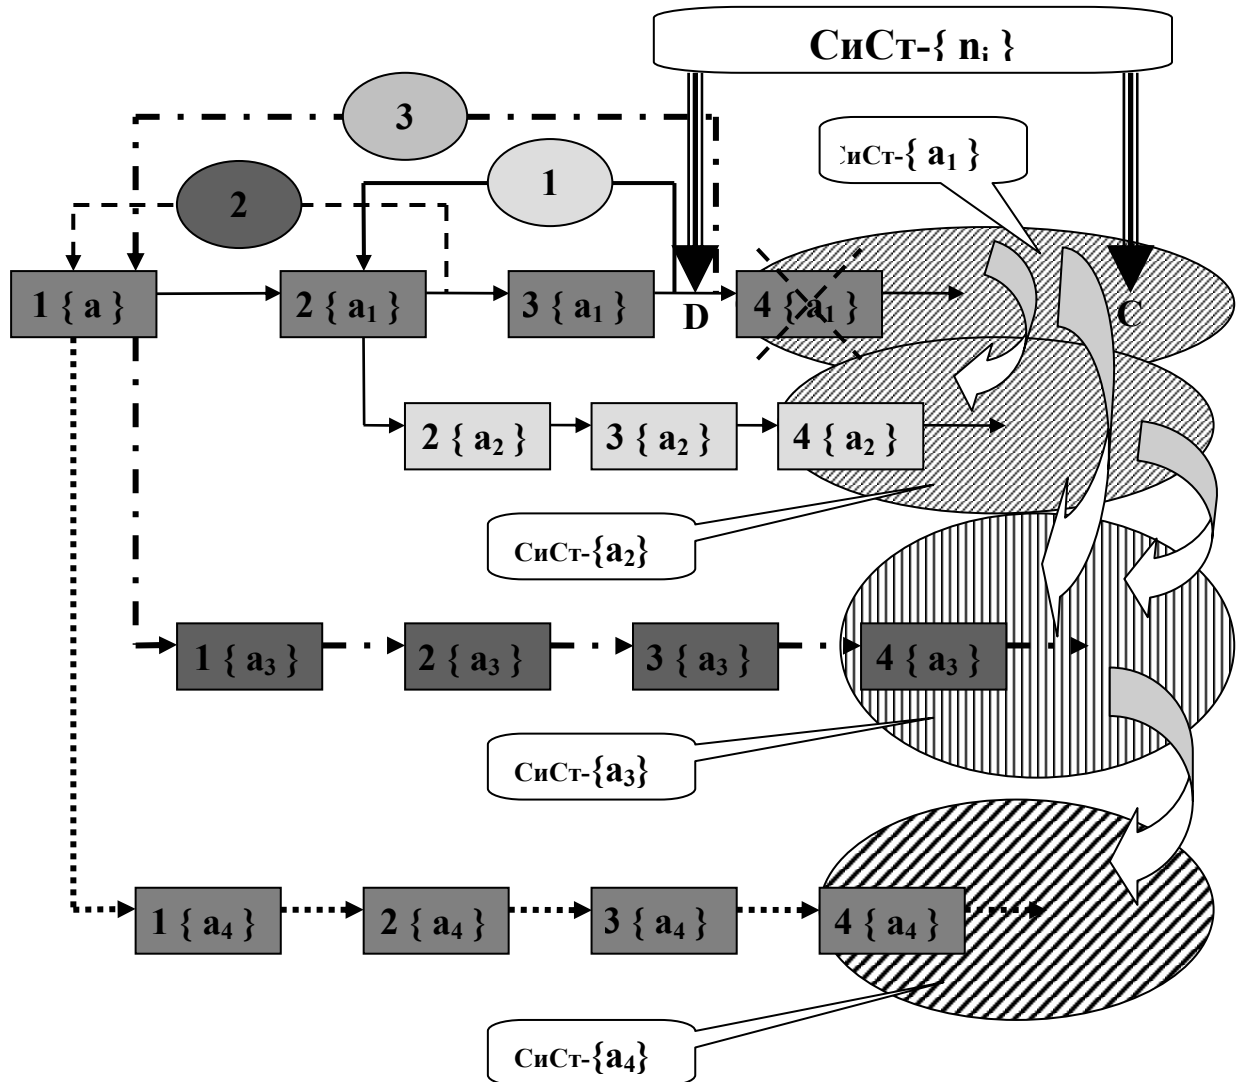 СиСт-{ nᵢ }
3
СиСт-{ a₁ }
1
2
1 { a }
2 { a₁ }
3 { a₁ }
D
4 { a₁ }
C
2 { a₂ }
3 { a₂ }
4 { a₂ }
СиСт-{a₂}
1 { a₃ }
2 { a₃ }
3 { a₃ }
4 { a₃ }
СиСт-{a₃}
1 { a₄ }
2 { a₄ }
3 { a₄ }
4 { a₄ }
СиСт-{a₄}